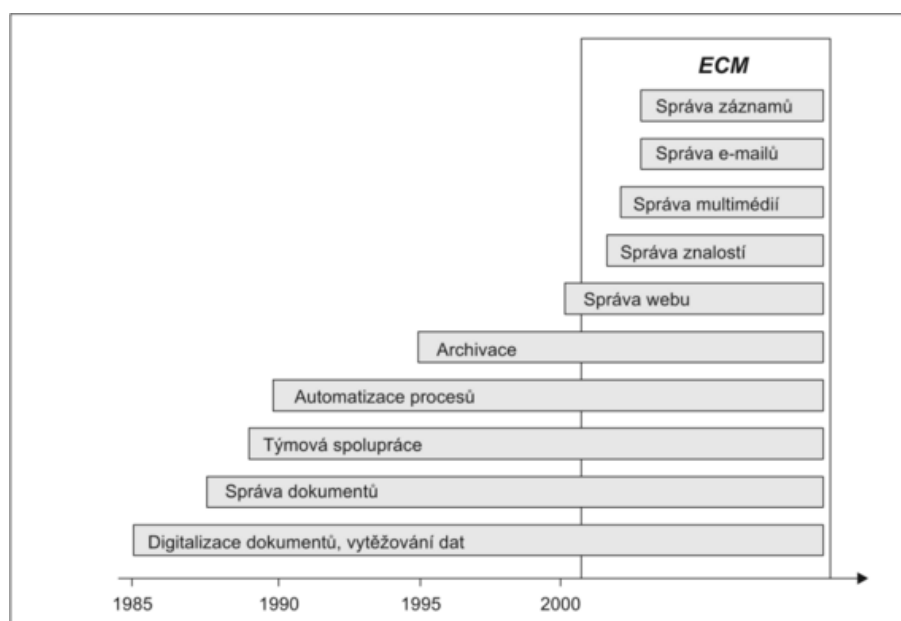 ECM
Správa záznamů
Správa e-mailů
Správa multimédií
Správa znalostí
Správa webu
Archivace
Automatizace procesů
Týmová spolupráce
Správa dokumentů
Digitalizace dokumentů, vytěžování dat
1985 1990 1995 2000